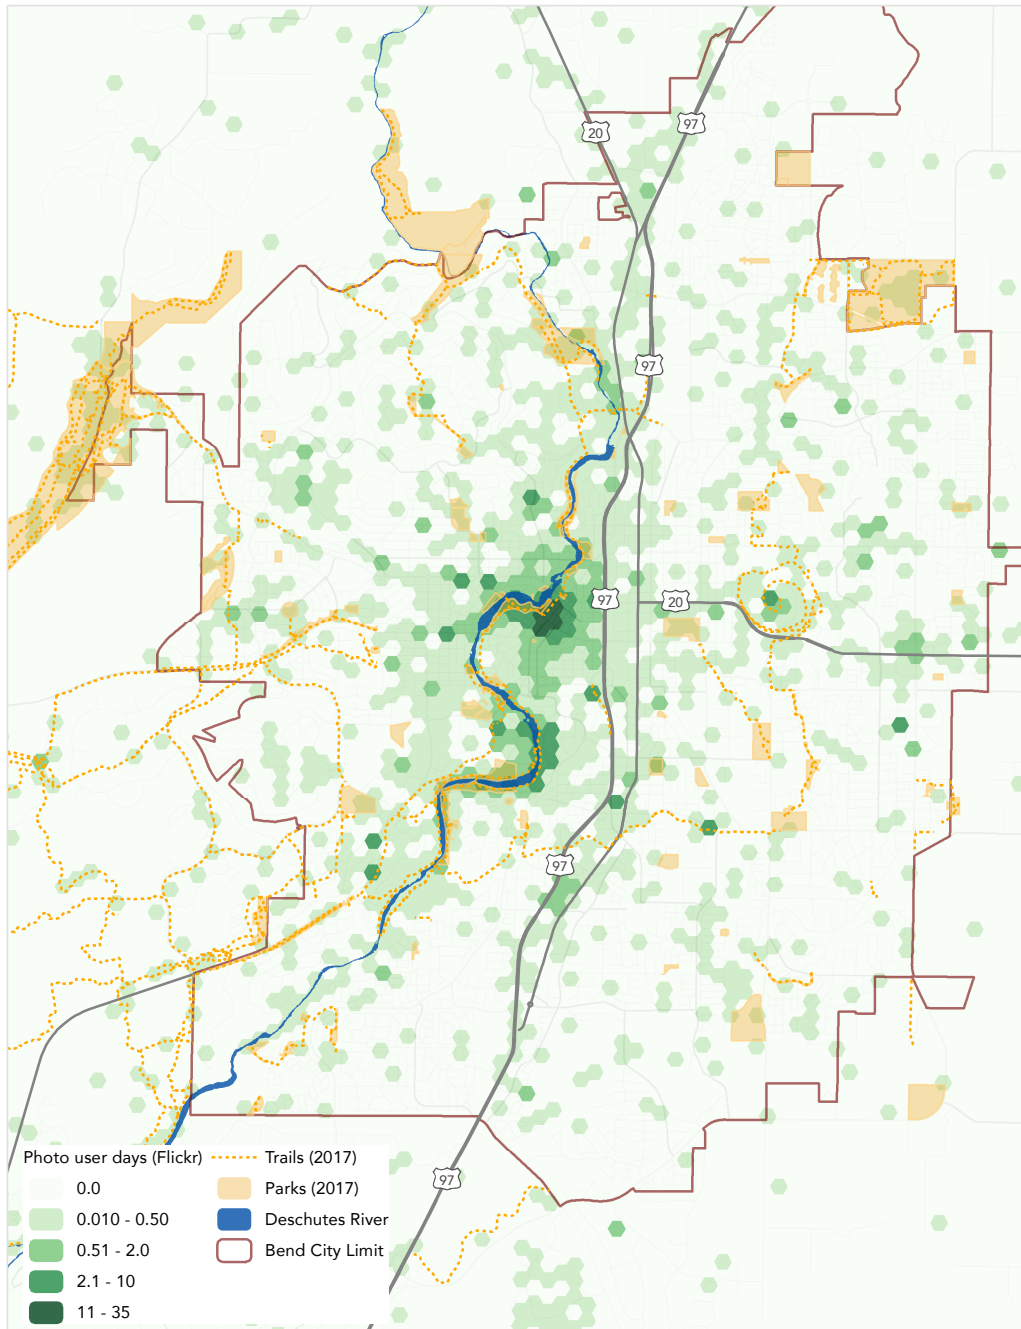 20
97
97
97
20
97
97
Photo user days (Flickr)
0.0
0.010 - 0.50
0.51 - 2.0
2.1 - 10
11 - 35
Trails (2017)
Parks (2017)
Deschutes River
Bend City Limit